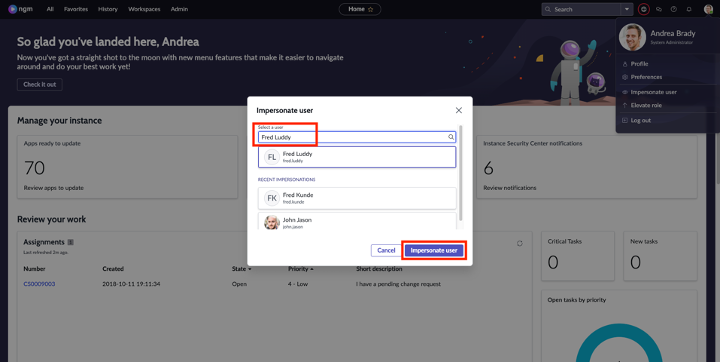 ngm All Favorites History Workspaces Admin Home Search
So glad you've landed here, Andrea
Now you've got a straight shot to the moon with new menu features that make it easier to navigate
around and do your best work yet!
Check it out
Andrea Brady
System Administrator
Profile
Preferences
Impersonate user
Elevate role
Log out
Impersonate user
Select a user
Fred Luddy
FL
Fred Luddy
fred.luddy
RECENT IMPERSONATIONS
FK
Fred Kunde
fred.kunde
John Jason
john.jason
Cancel
Impersonate user
Manage your instance
Apps ready to update
70
Review apps to update
Instance Security Center notifications
6
Review notifications
Review your work
Assignments 1
Last refreshed 2m ago.
Number Created State Priority Short description
CS0009003 2018-10-11 19:11:34 Open 4 - Low I have a pending change request
Critical Tasks
0
New tasks
0
Open tasks by priority